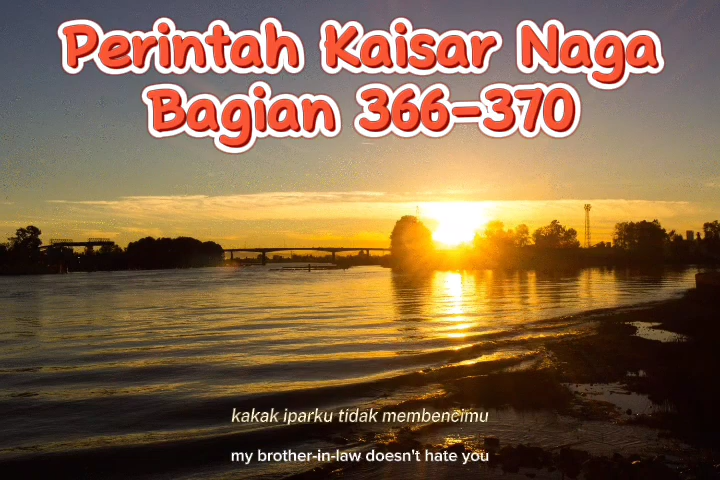 Perintah Kaisar Naga
Bagian 366-370
kakak iparku tidak membencimu
my brother-in-law doesn't hate you